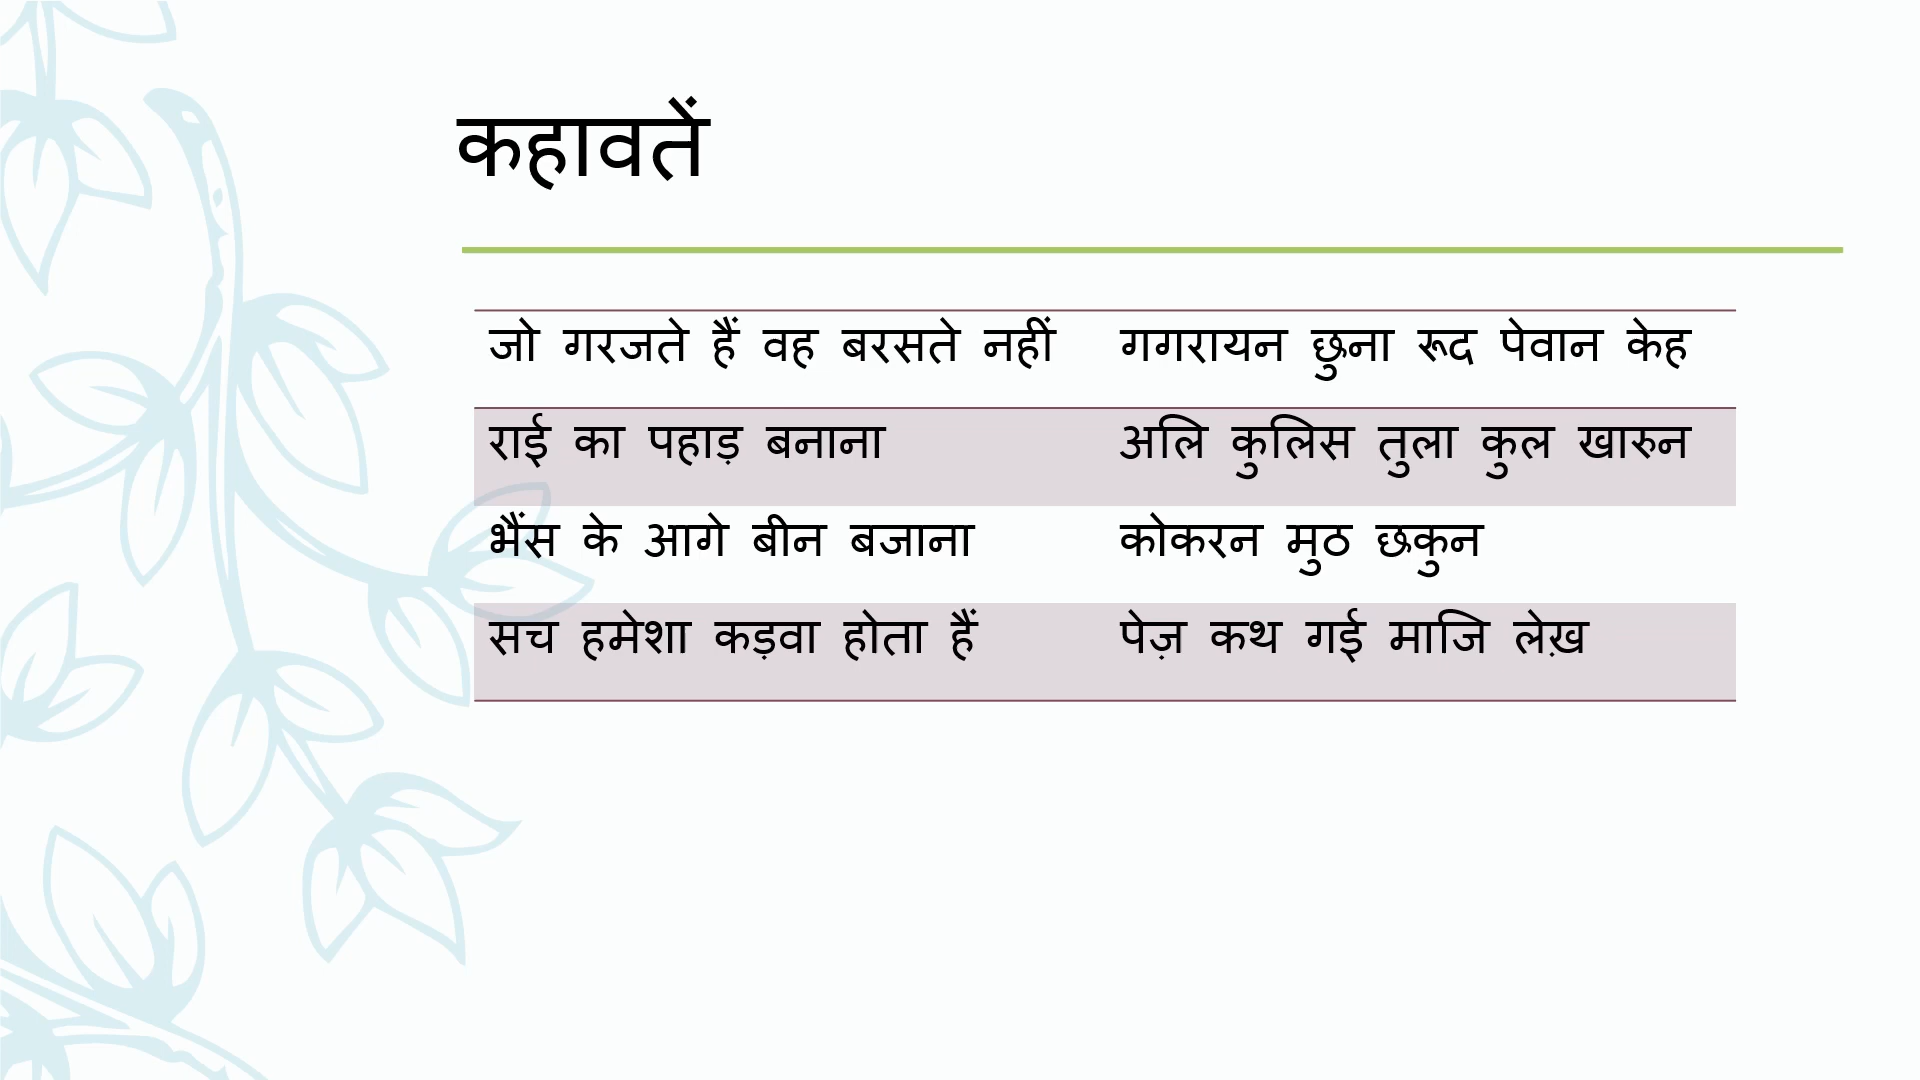 कहावतें
जो गरजते हैं वह बरसते नहीं गगरायन छुना रूद पेवान केह
राई का पहाड़ बनाना अलि कुलिस तुला कुल खारुन
भैंस के आगे बीन बजाना कोकरन मुठ छकुन
सच हमेशा कड़वा होता हैं पेज़ कथ गई माजि लेख़